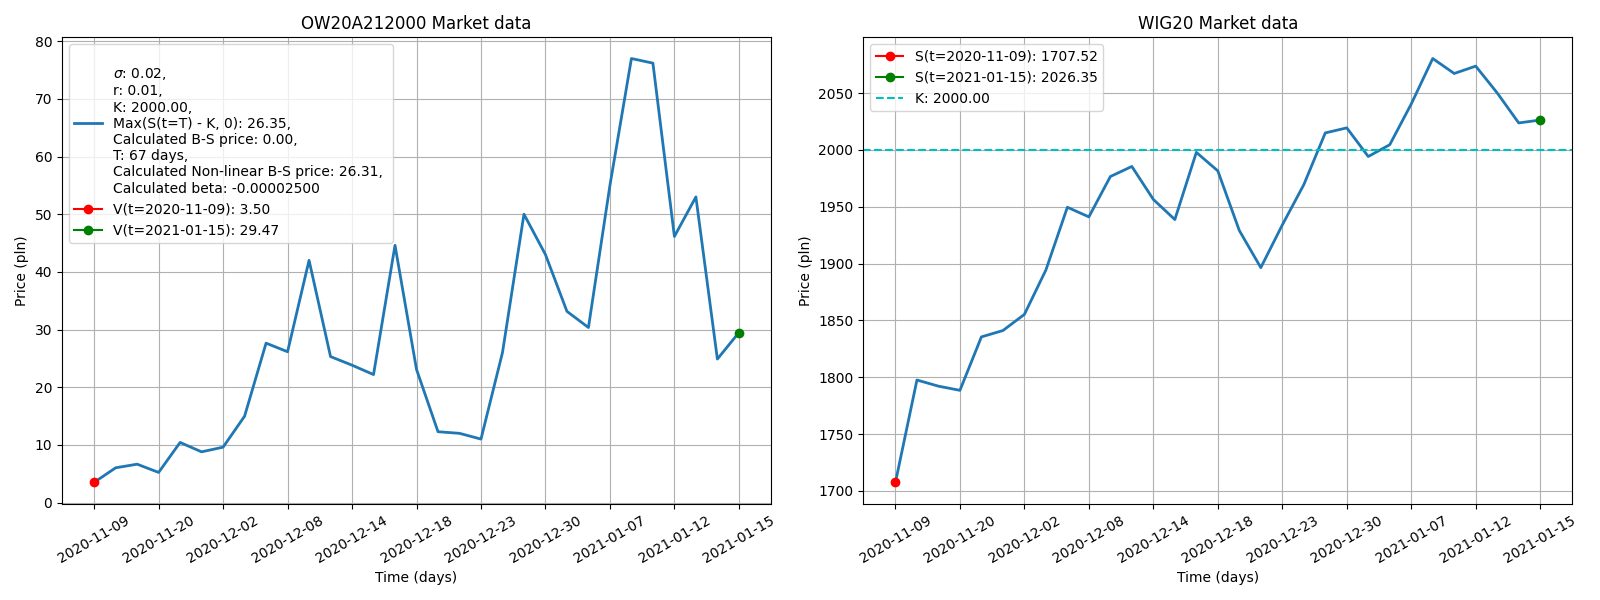 OW20A212000 Market data
σ: 0.02,
r: 0.01,
K: 2000.00,
Max(S(t=T) - K, 0): 26.35,
Calculated B-S price: 0.00,
T: 67 days,
Calculated Non-linear B-S price: 26.31,
Calculated beta: -0.00002500
V(t=2020-11-09): 3.50
V(t=2021-01-15): 29.47
Price (pln)
80
70
60
50
40
30
20
10
0
2020-11-09
2020-11-20
2020-12-02
2020-12-08
2020-12-14
2020-12-18
2020-12-23
2020-12-30
2021-01-07
2021-01-12
2021-01-15
Time (days)
WIG20 Market data
S(t=2020-11-09): 1707.52
S(t=2021-01-15): 2026.35
K: 2000.00
Price (pln)
2050
2000
1950
1900
1850
1800
1750
1700
2020-11-09
2020-11-20
2020-12-02
2020-12-08
2020-12-14
2020-12-18
2020-12-23
2020-12-30
2021-01-07
2021-01-12
2021-01-15
Time (days)